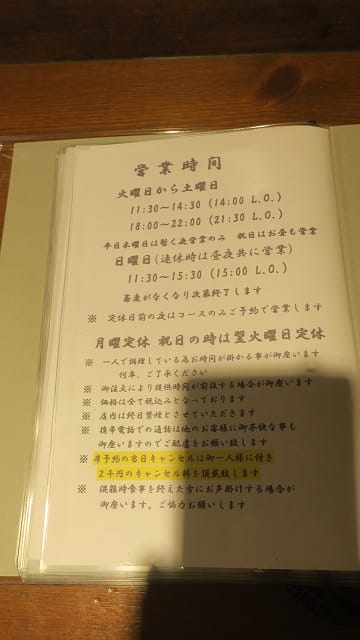 営業時間
火曜日から土曜日
11:30〜14:30 (14:00 L.O.)
18:00〜22:00 (21:30 L.O.)
平日木曜日は暫く夜営業のみ 祝日はお昼も営業
日曜日(連休時は昼夜共に営業)
11:30〜15:30 (15:00 L.O.)
蕎麦がなくなり次第終了します
※ 定休日前の夜はコースのみご予約で営業します
月曜定休 祝日の時は翌火曜日定休
※ 一人で調理している為お時間が掛かる事が御座います
何卒、ご了承ください
※ 御注文により提供時間が前後する場合が御座います
※ 価格は全て税込みとなっております
※ 店内は終日禁煙とさせていただきます
※ 携帯電話での通話は他のお客様に御不快な事も
御座いますのでご配慮をお願い致します
※ 席予約の当日キャンセルは御一人様に付き
2千円のキャンセル料を頂戴致します
※ 混雑時食事を終えた方にお声掛けする場合が
御座います。ご協力お願いします